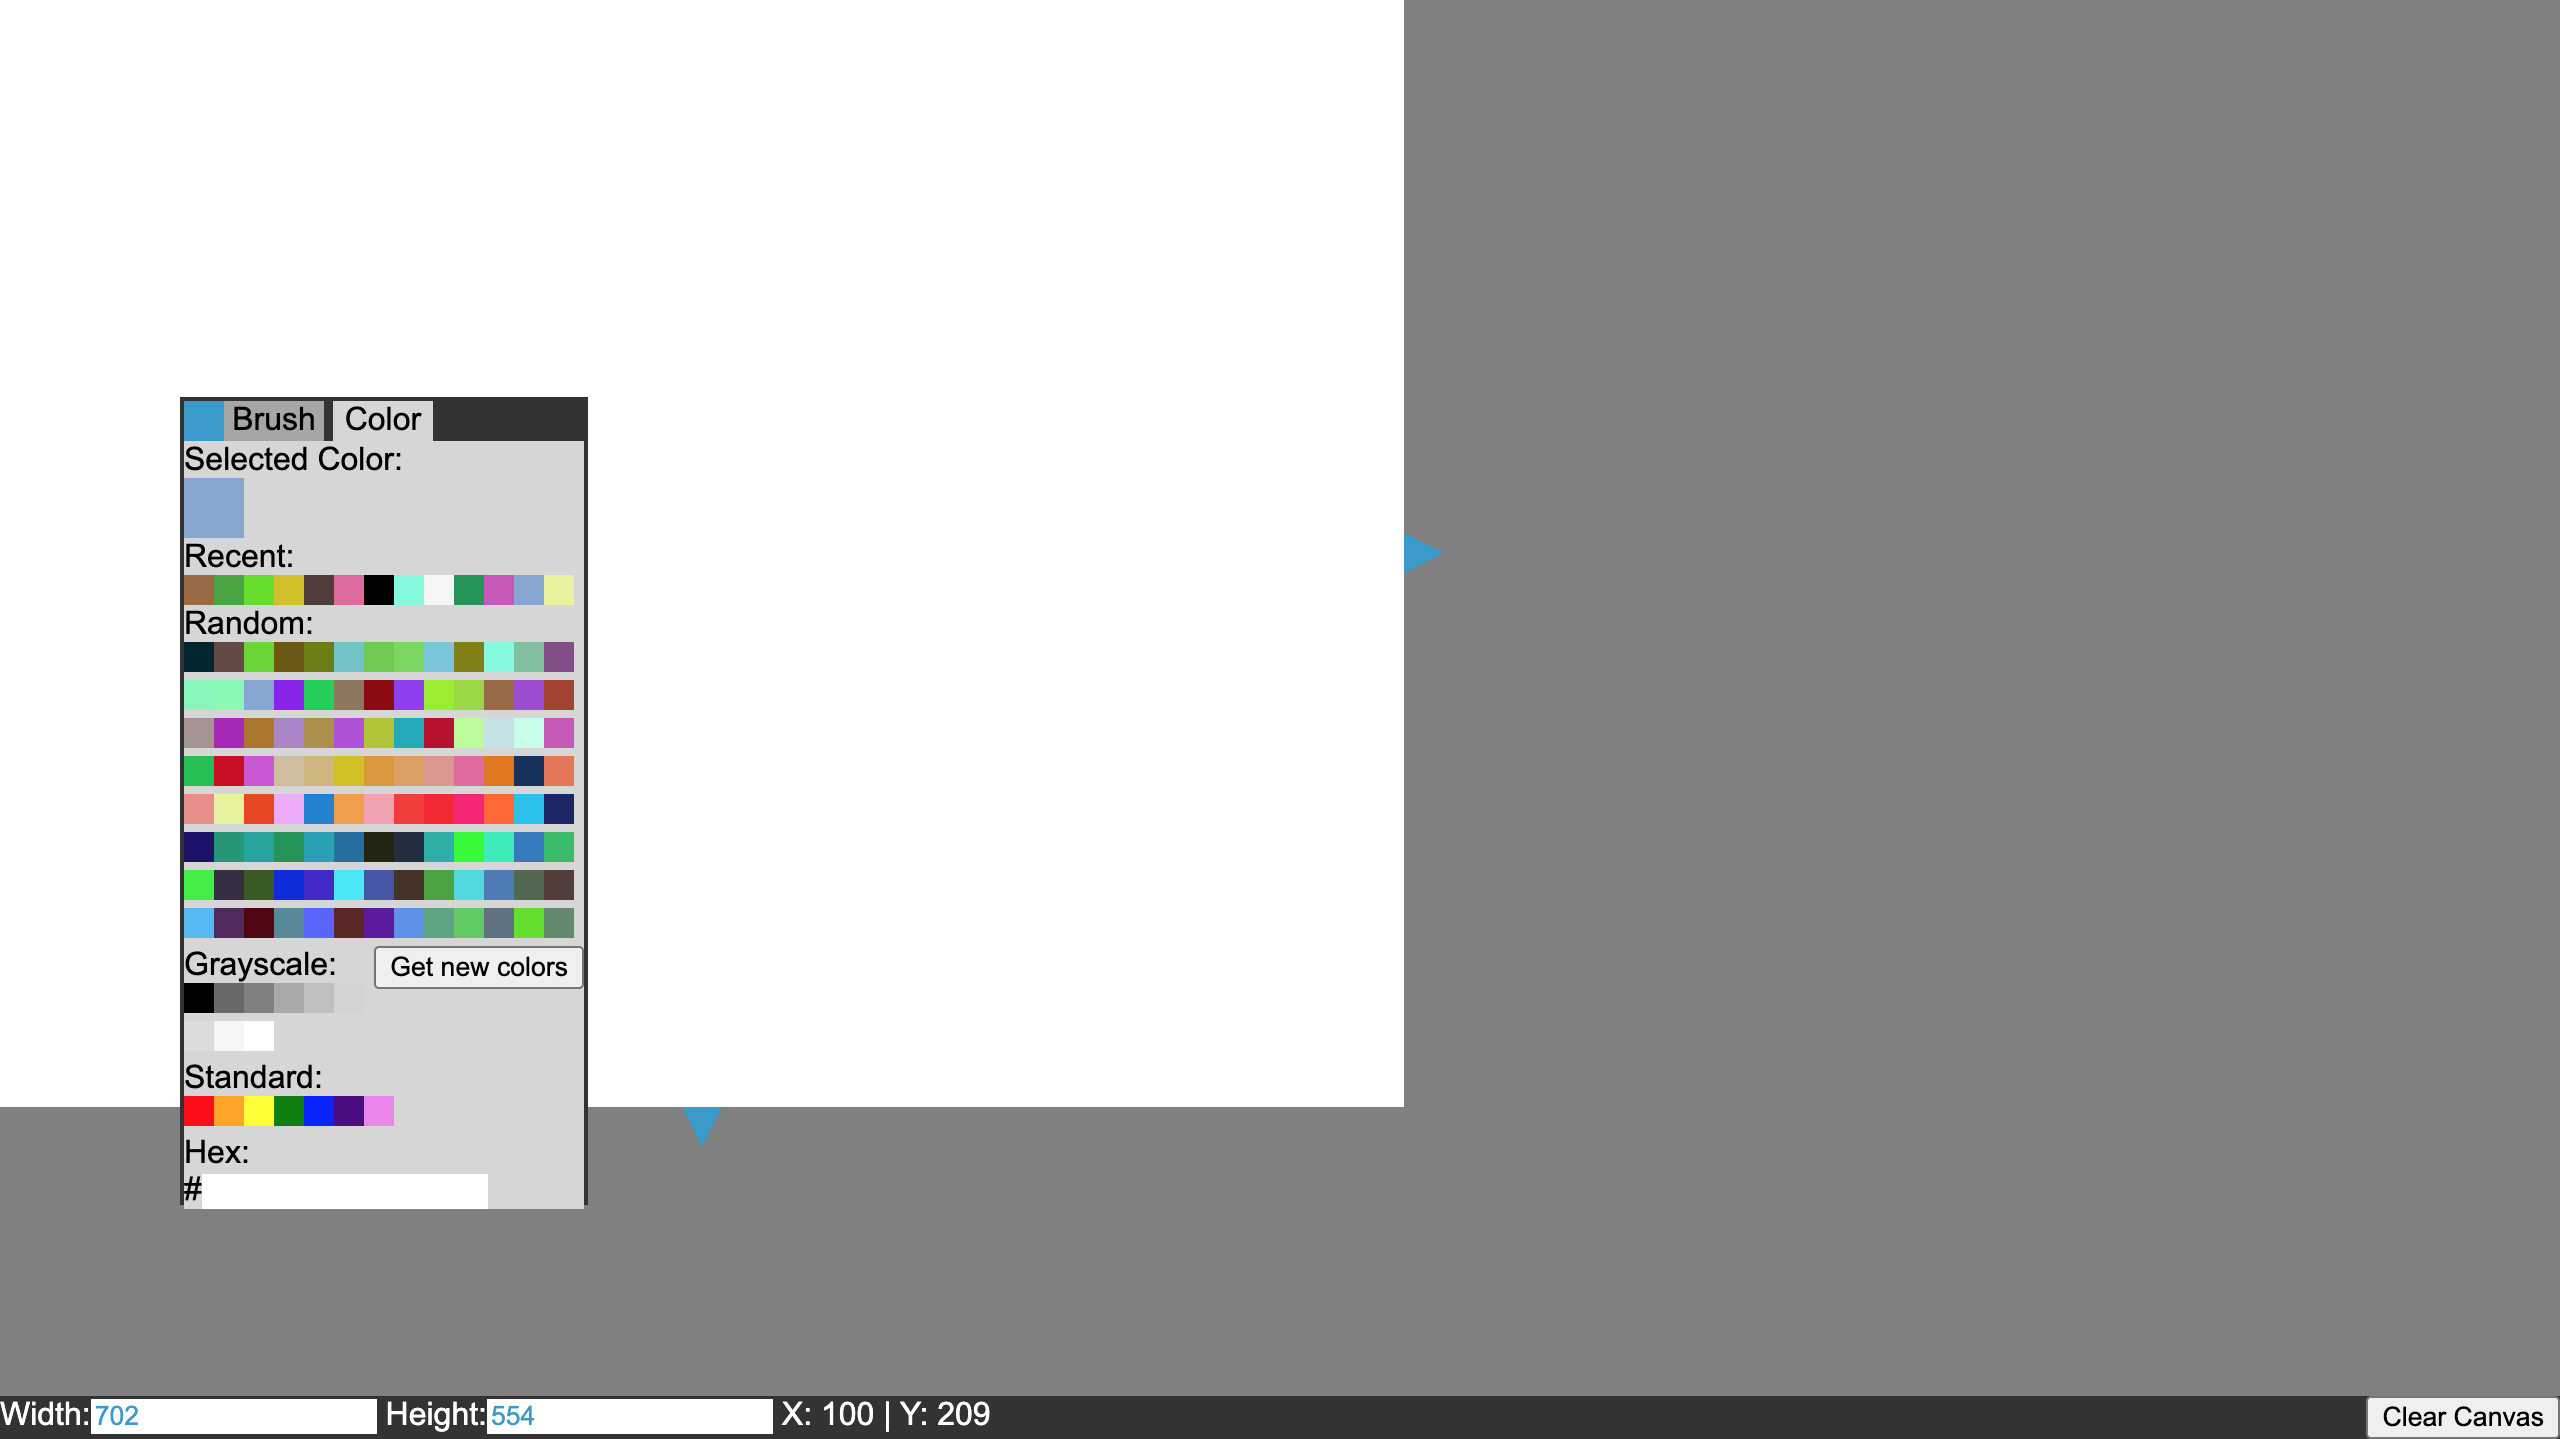 Brush Color
Selected Color:
Recent:
Random:
Grayscale:
Get new colors
Standard:
Hex:
#
Width: 702 Height: 554 X: 100 | Y: 209
Clear Canvas